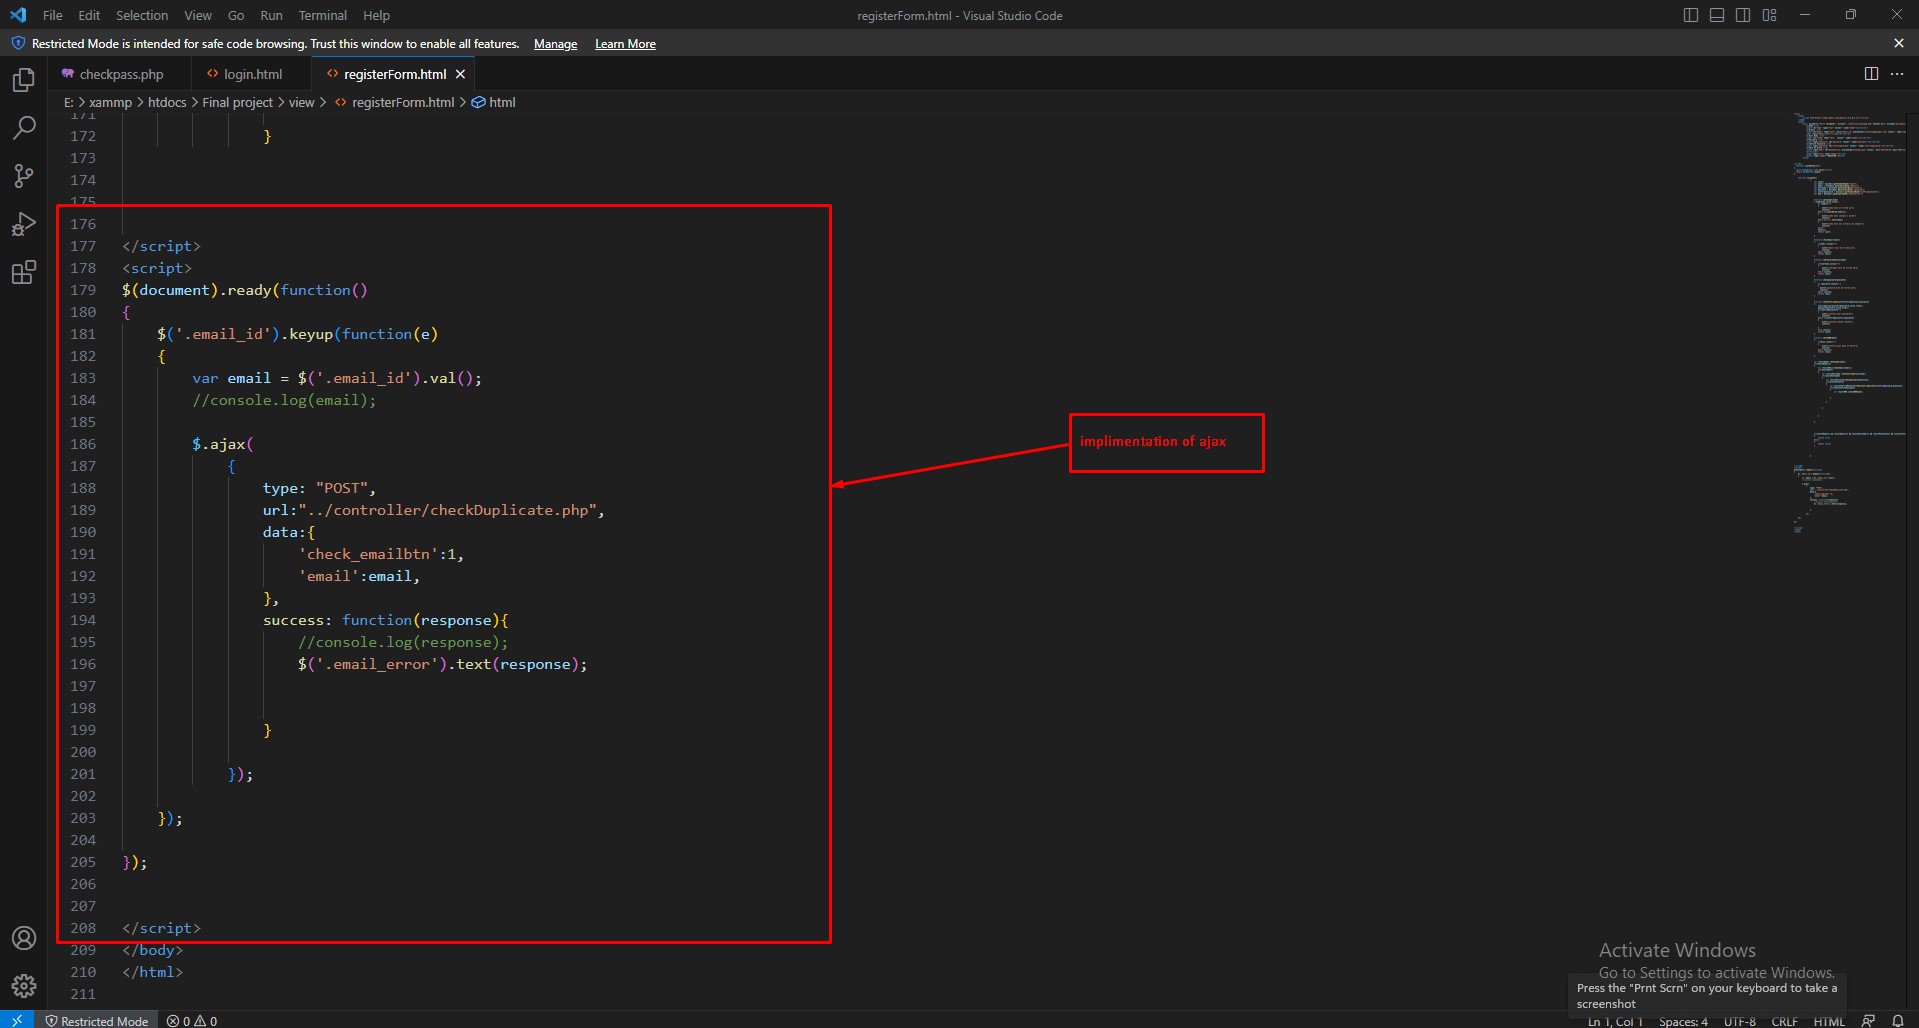 File Edit Selection View Go Run Terminal Help
registerForm.html - Visual Studio Code
Restricted Mode is intended for safe code browsing. Trust this window to enable all features. Manage Learn More
checkpass.php login.html registerForm.html
E: > xammp > htdocs > Final project > view > registerForm.html > html
171
172 }
173
174
175
176
177 </script>
178 <script>
179 $(document).ready(function()
180 {
181 $('.email_id').keyup(function(e)
182 {
183 var email = $('.email_id').val();
184 //console.log(email);
185
186 $.ajax(
187 {
188 type: "POST",
189 url:"../controller/checkDuplicate.php",
190 data:{
191 'check_emailbtn':1,
192 'email':email,
193 },
194 success: function(response){
195 //console.log(response);
196 $('.email_error').text(response);
197
198
199 }
200
201 });
202
203 });
204
205 });
206
207
208 </script>
209 </body>
210 </html>
211
implimentation of ajax
Activate Windows
Go to Settings to activate Windows.
Press the "Prnt Scrn" on your keyboard to take a
screenshot
Restricted Mode 0 0
Ln 1, Col 1 Spaces: 4 UTF-8 CRLF HTML